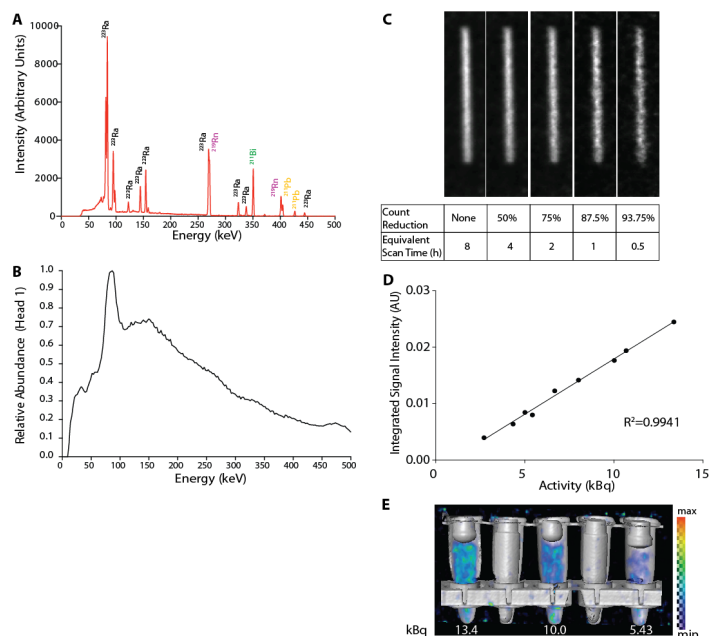 A
Intensity (Arbitrary Units)
10000
8000
6000
4000
2000
0
²²³Ra
²²³Ra
²²³Ra
²²³Ra
²²³Ra
²²³Ra
²¹⁹Rn
²²³Ra
²²³Ra
²¹¹Bi
²¹⁹Rn
²¹¹Pb
²¹¹Pb
²²³Ra
0 50 100 150 200 250 300 350 400 450 500
Energy (keV)
B
Relative Abundance (Head 1)
1.0
0.9
0.8
0.7
0.6
0.5
0.4
0.3
0.2
0.1
0.0
0 50 100 150 200 250 300 350 400 450 500
Energy (keV)
C
Count Reduction None 50% 75% 87.5% 93.75%
Equivalent Scan Time (h) 8 4 2 1 0.5
D
Integrated Signal Intensity (AU)
0.03
0.02
0.01
0.00
R²=0.9941
0 5 10 15
Activity (kBq)
E
max
min
kBq 13.4 10.0 5.43